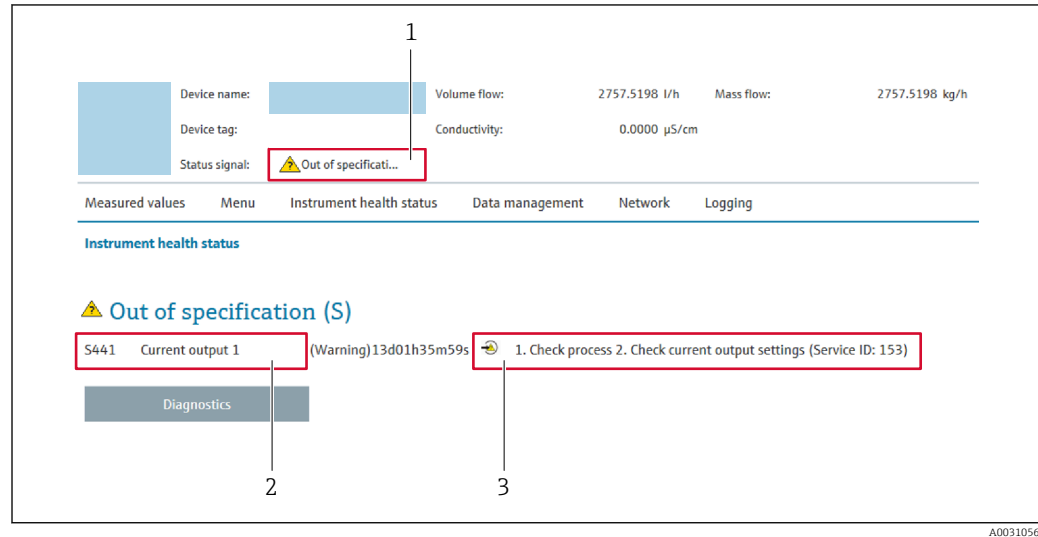 1
Device name: Volume flow: 2757.5198 l/h Mass flow: 2757.5198 kg/h
Device tag: Conductivity: 0.0000 µS/cm
Status signal: Out of specificati...
Measured values Menu Instrument health status Data management Network Logging
Instrument health status
Out of specification (S)
S441 Current output 1 (Warning)13d01h35m59s 1. Check process 2. Check current output settings (Service ID: 153)
Diagnostics
2 3
A0031056